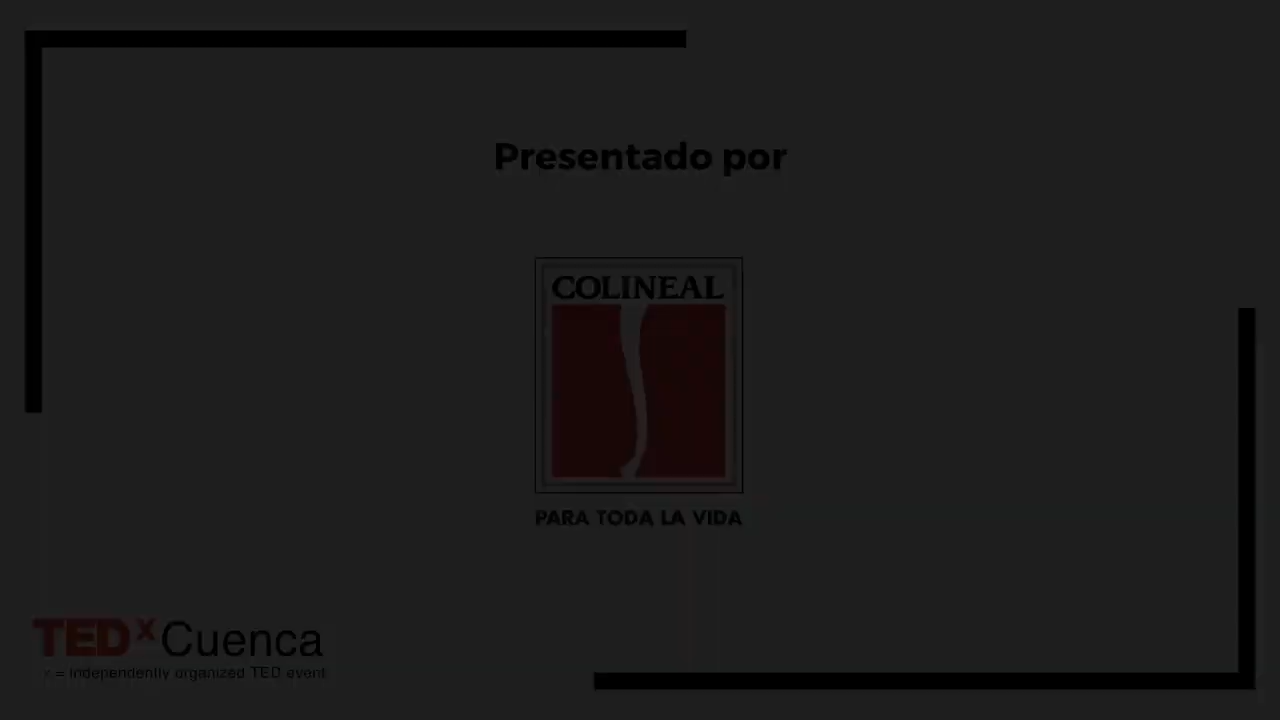 Presentado por
COLINEAL
PARA TODA LA VIDA
TEDxCuenca
x = independently organized TED event